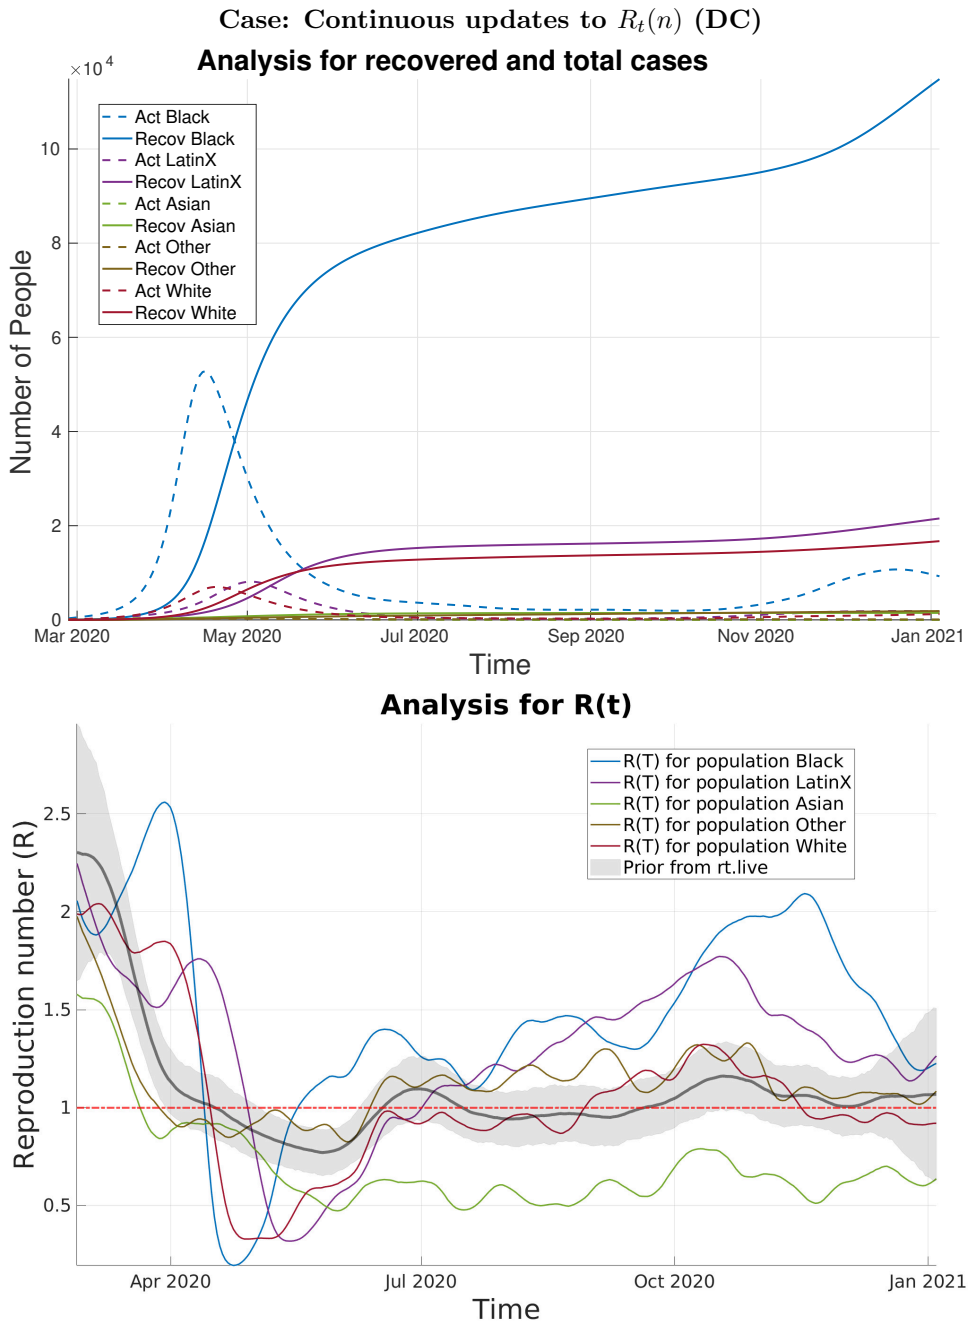 Case: Continuous updates to R_t(n) (DC)
Analysis for recovered and total cases
×10^4
Act Black
Recov Black
Act LatinX
Recov LatinX
Act Asian
Recov Asian
Act Other
Recov Other
Act White
Recov White
10
8
6
4
2
0
Number of People
Mar 2020
May 2020
Jul 2020
Sep 2020
Nov 2020
Jan 2021
Time
Analysis for R(t)
R(T) for population Black
R(T) for population LatinX
R(T) for population Asian
R(T) for population Other
R(T) for population White
Prior from rt.live
2.5
2
1.5
1
0.5
Reproduction number (R)
Apr 2020
Jul 2020
Oct 2020
Jan 2021
Time